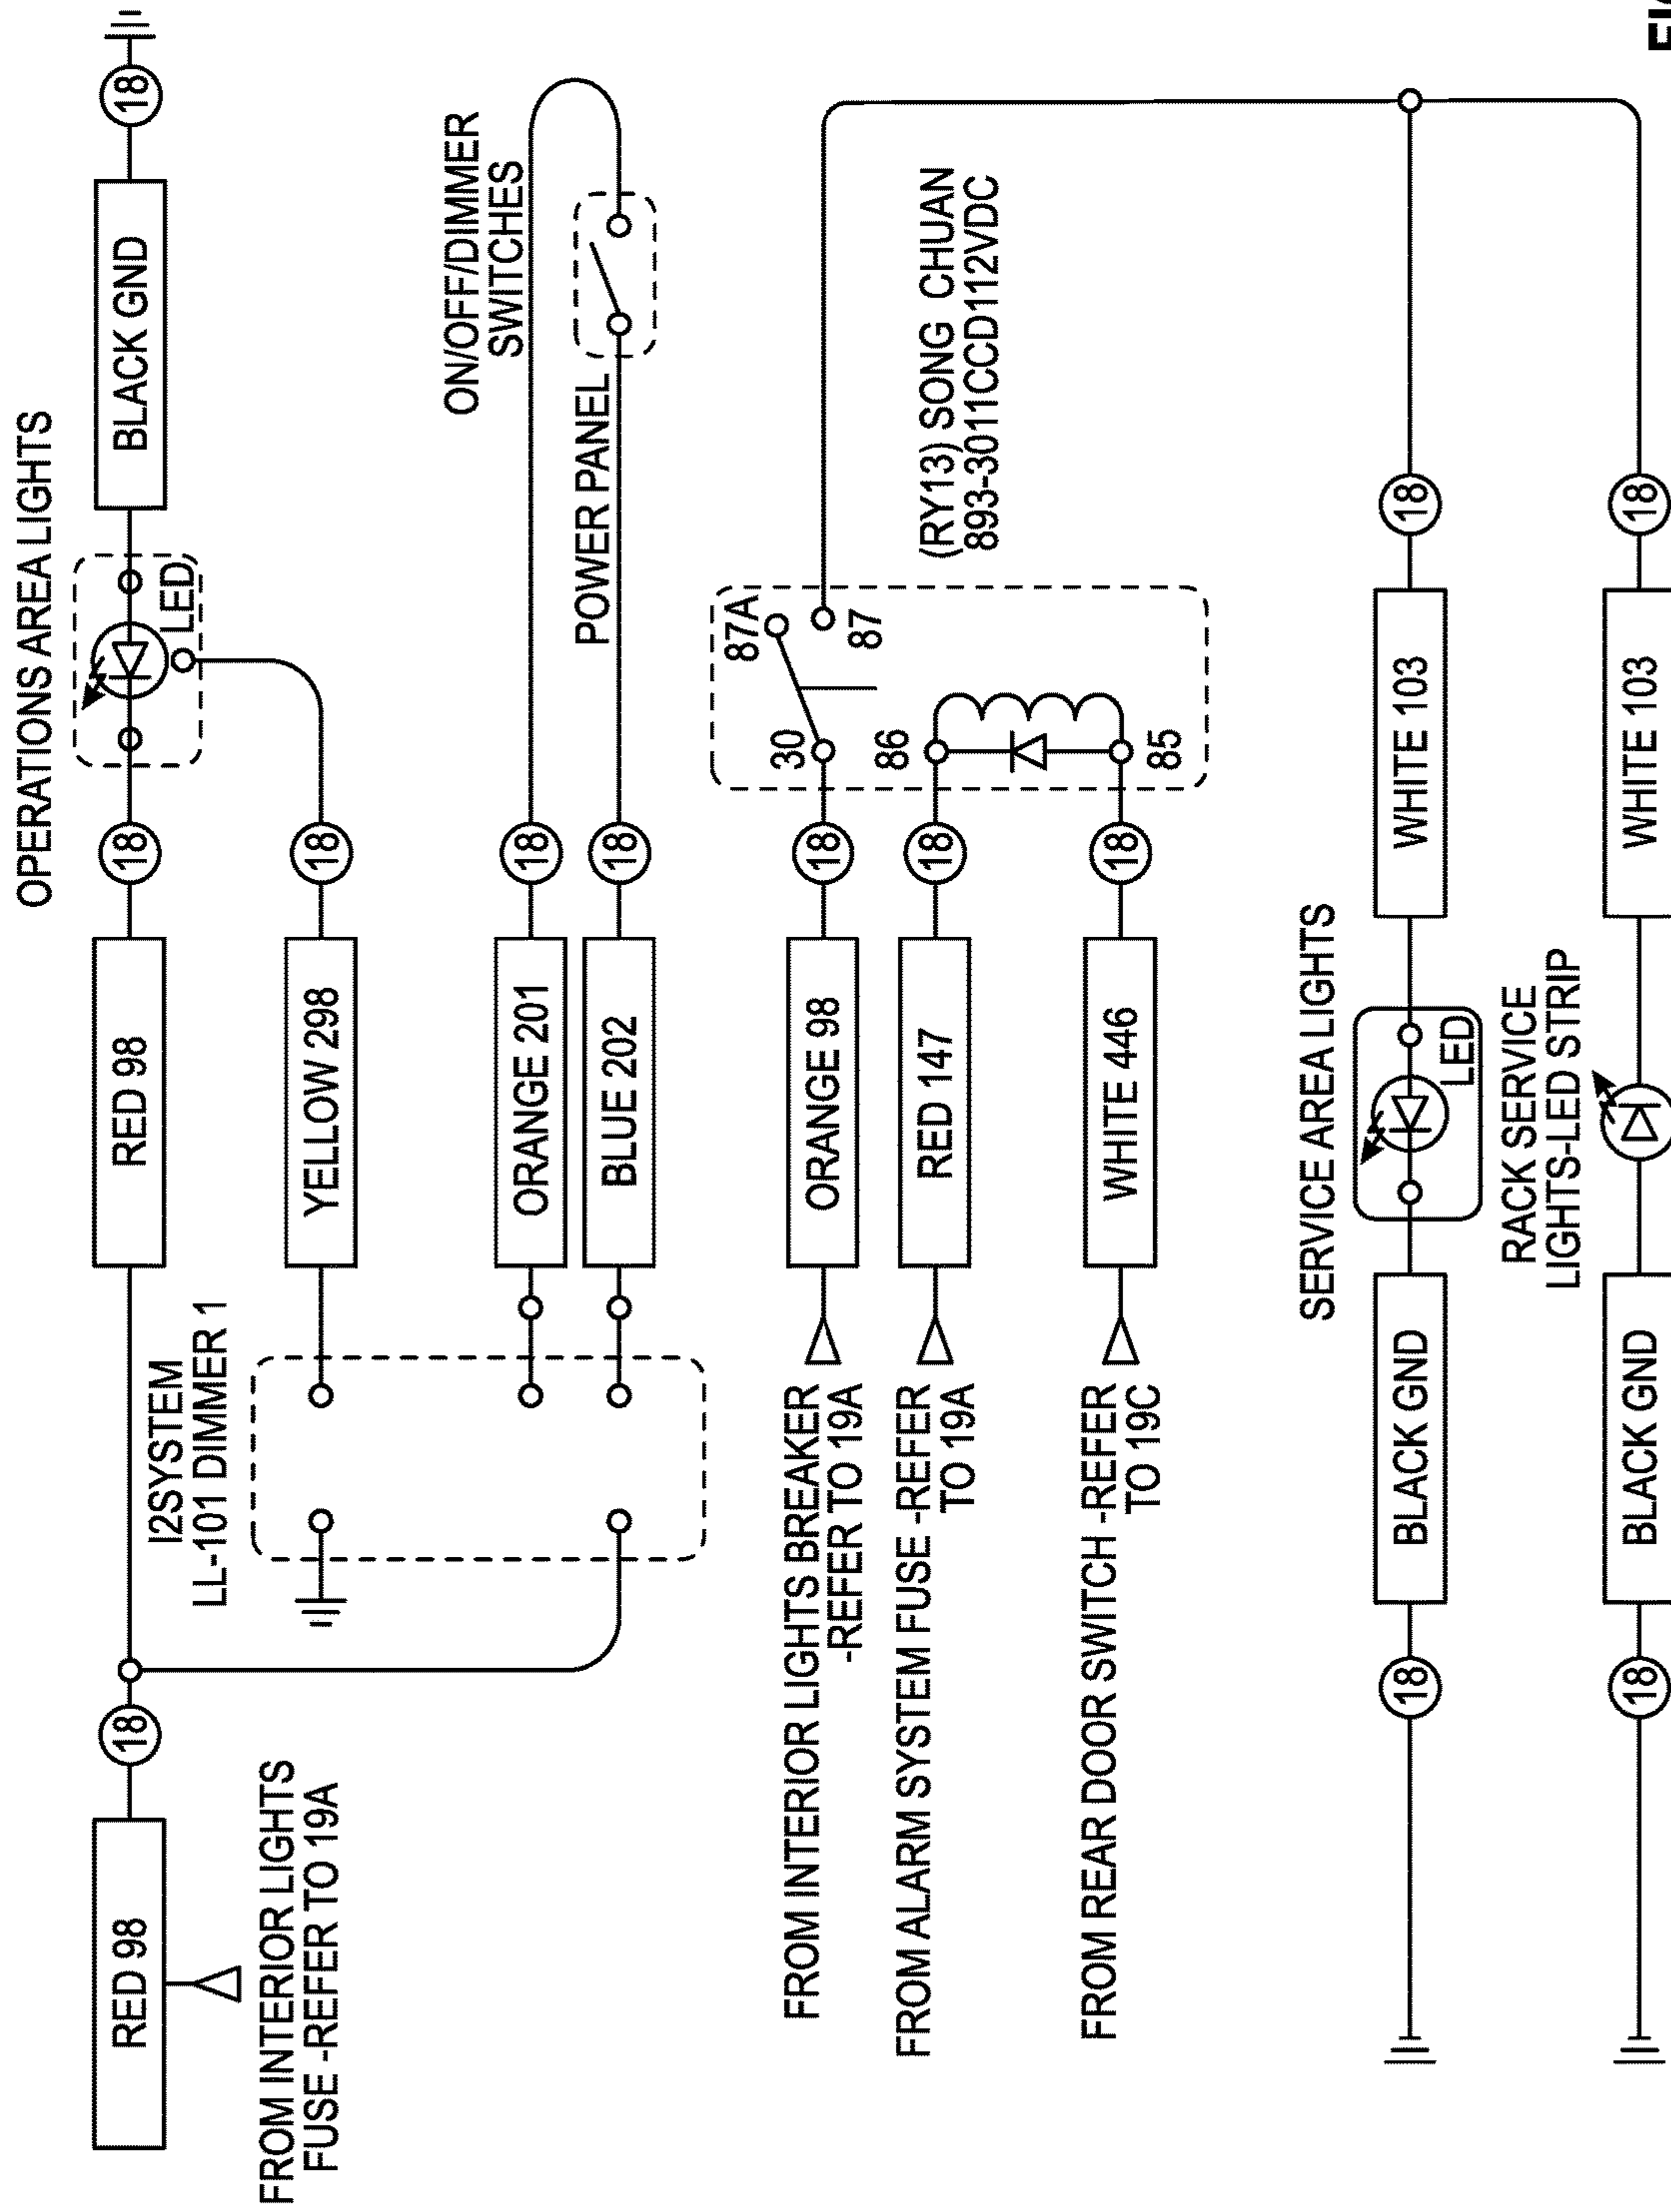 OPERATIONS AREA LIGHTS
RED 98
18
RED 98
18
LED
BLACK GND
18
FROM INTERIOR LIGHTS
FUSE -REFER TO 19A
I2SYSTEM
LL-101 DIMMER 1
YELLOW 298
18
ON/OFF/DIMMER
SWITCHES
ORANGE 201
18
BLUE 202
18
POWER PANEL
FROM INTERIOR LIGHTS BREAKER
-REFER TO 19A
ORANGE 98
18
30
87A
87
FROM ALARM SYSTEM FUSE -REFER
TO 19A
RED 147
18
86
(RY13) SONG CHUAN
893-3011CCD112VDC
FROM REAR DOOR SWITCH -REFER
TO 19C
WHITE 446
18
85
SERVICE AREA LIGHTS
18
BLACK GND
LED
WHITE 103
18
RACK SERVICE
LIGHTS-LED STRIP
18
BLACK GND
WHITE 103
18